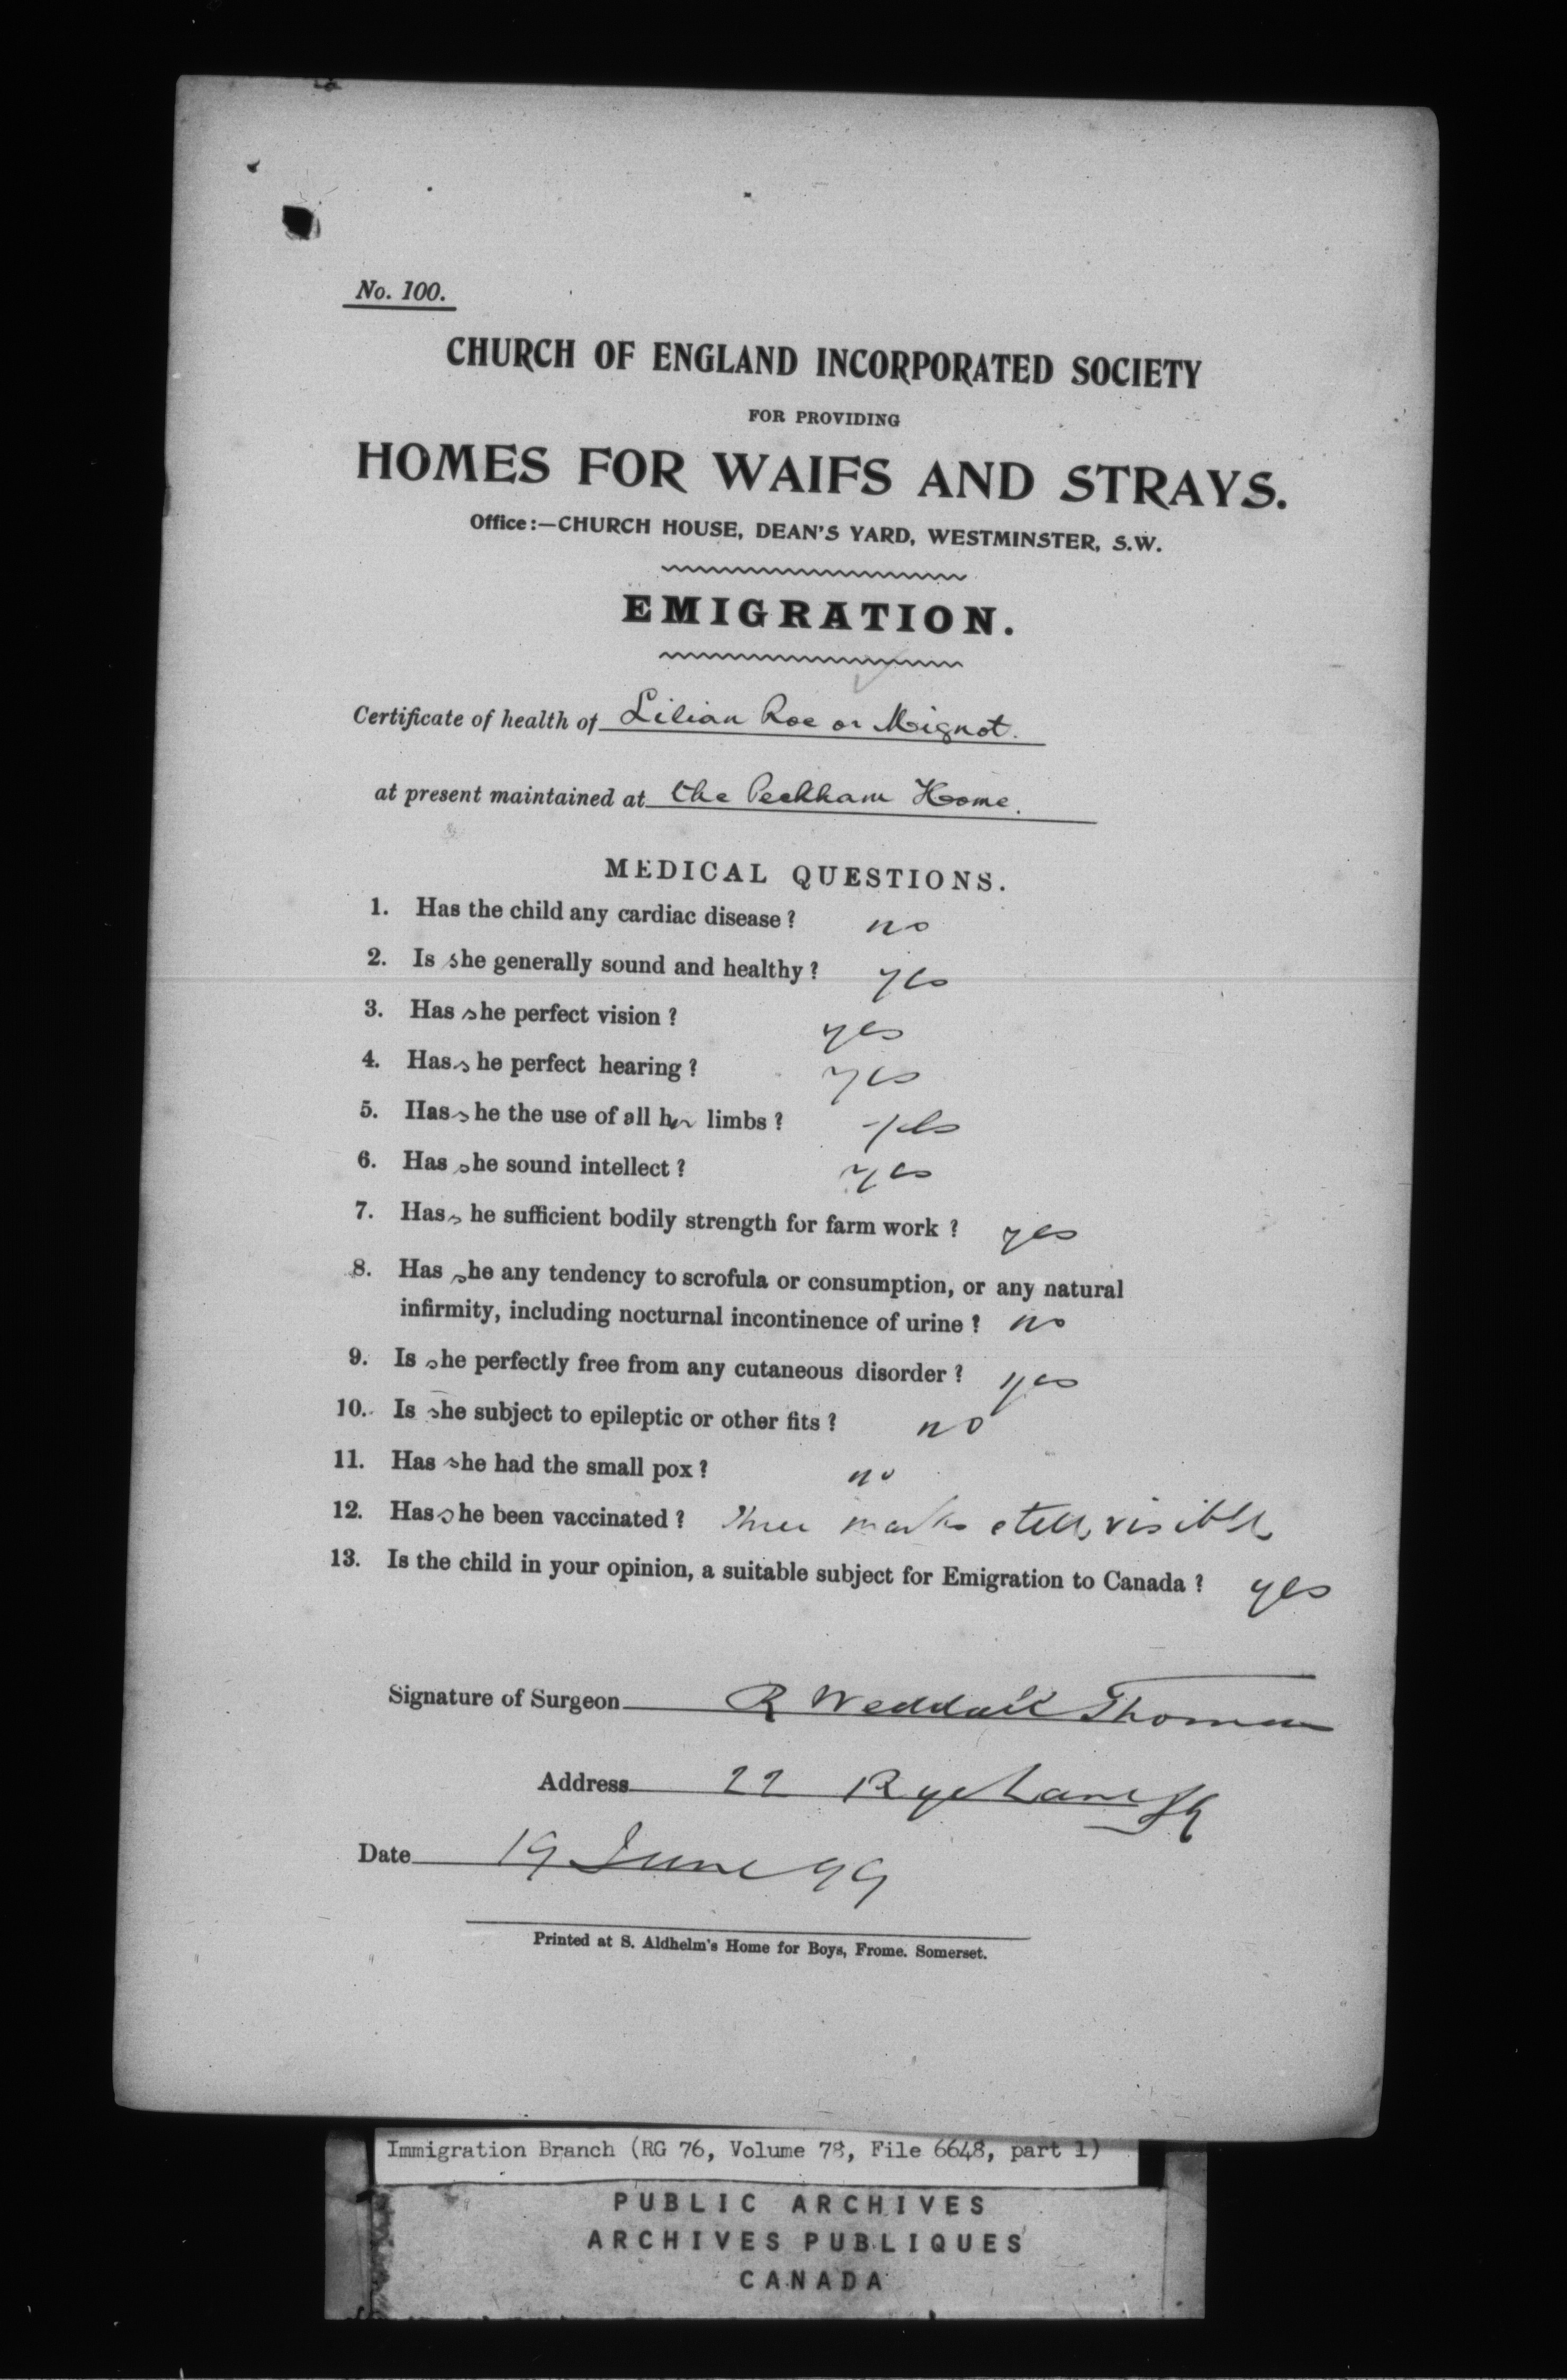 No. 100.
CHURCH OF ENGLAND INCORPORATED SOCIETY
FOR PROVIDING
HOMES FOR WAIFS AND STRAYS.
Office:—CHURCH HOUSE, DEAN'S YARD, WESTMINSTER, S.W.
EMIGRATION.
Certificate of health of Lilian Roe or Mignot.
at present maintained at the Peckham Home.
MEDICAL QUESTIONS.
1. Has the child any cardiac disease? no
2. Is she generally sound and healthy? yes
3. Has she perfect vision? yes
4. Has she perfect hearing? yes
5. Has she the use of all her limbs? yes
6. Has she sound intellect? yes
7. Has she sufficient bodily strength for farm work? yes
8. Has she any tendency to scrofula or consumption, or any natural
infirmity, including nocturnal incontinence of urine? no
9. Is she perfectly free from any cutaneous disorder? yes
10. Is she subject to epileptic or other fits? no
11. Has she had the small pox? no
12. Has she been vaccinated? Three marks still visible
13. Is the child in your opinion, a suitable subject for Emigration to Canada? yes
Signature of Surgeon R Weddall Thomson
Address 22 Rye Lane
Date 19 June 99
Printed at S. Aldhelm's Home for Boys, Frome. Somerset.
Immigration Branch (RG 76, Volume 78, File 6648, part 1)
PUBLIC ARCHIVES
ARCHIVES PUBLIQUES
CANADA